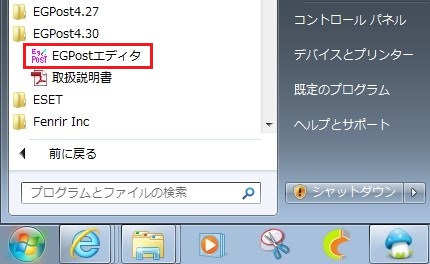 EGPost4.27
EGPost4.30
EGPostエディタ
取扱説明書
ESET
Fenrir Inc
前に戻る
プログラムとファイルの検索
コントロール パネル
デバイスとプリンター
既定のプログラム
ヘルプとサポート
シャットダウン